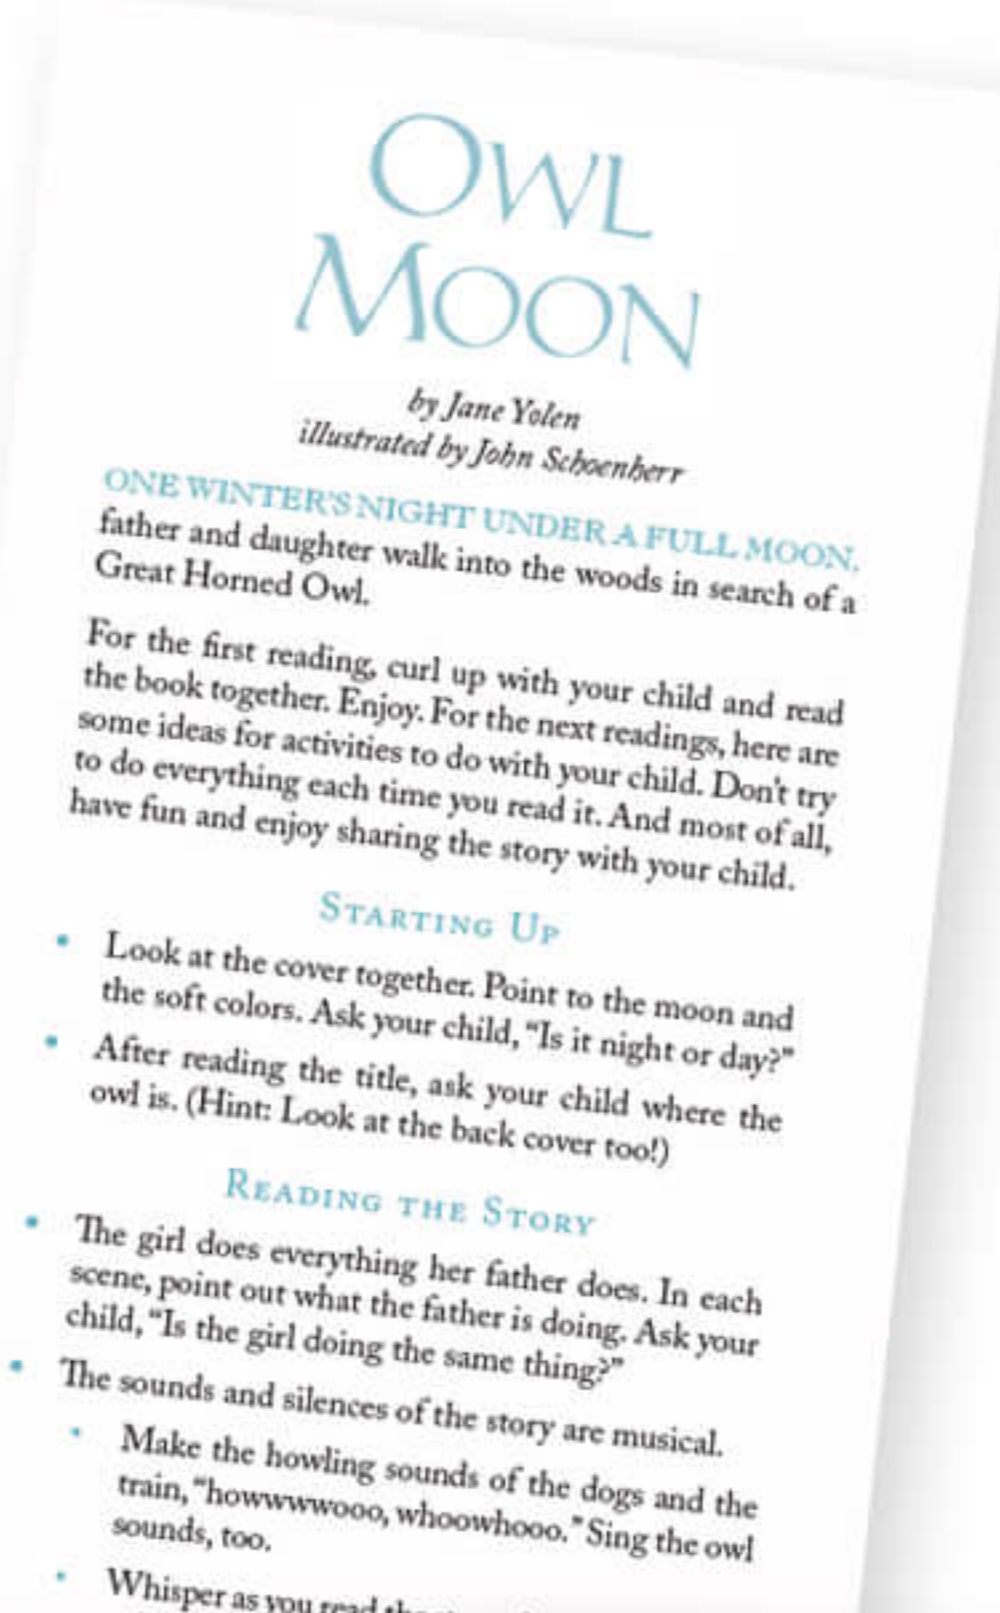 OWL
MOON
by Jane Yolen
illustrated by John Schoenherr
ONE WINTER'S NIGHT UNDER A FULL MOON,
father and daughter walk into the woods in search of a
Great Horned Owl.
For the first reading, curl up with your child and read
the book together. Enjoy. For the next readings, here are
some ideas for activities to do with your child. Don't try
to do everything each time you read it. And most of all,
have fun and enjoy sharing the story with your child.
STARTING UP
• Look at the cover together. Point to the moon and
the soft colors. Ask your child, "Is it night or day?"
• After reading the title, ask your child where the
owl is. (Hint: Look at the back cover too!)
READING THE STORY
• The girl does everything her father does. In each
scene, point out what the father is doing. Ask your
child, "Is the girl doing the same thing?"
• The sounds and silences of the story are musical.
• Make the howling sounds of the dogs and the
train, "howwwwooo, whoowhooo." Sing the owl
sounds, too.
• Whisper as you read the